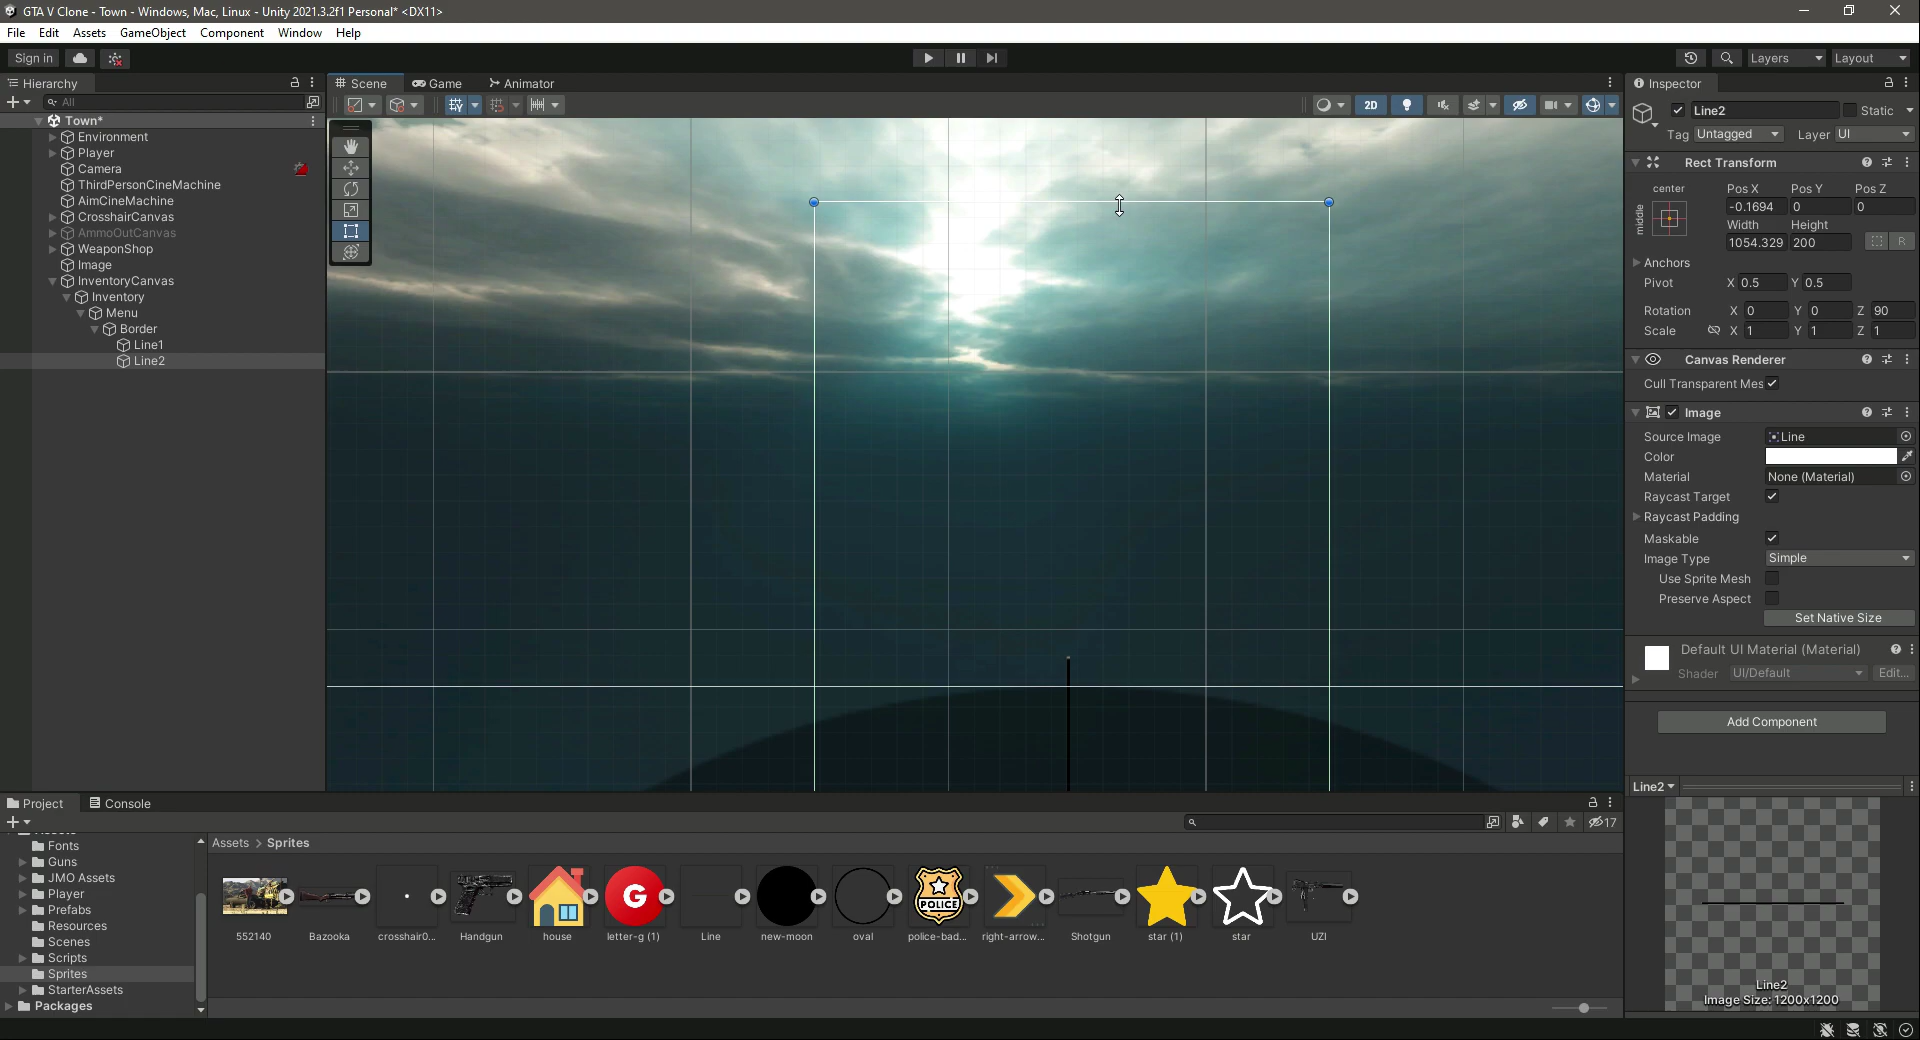 GTA V Clone - Town - Windows, Mac, Linux - Unity 2021.3.2f1 Personal* <DX11>
File Edit Assets GameObject Component Window Help
Sign in
Layers
Layout
Hierarchy
All
Town*
Environment
Player
Camera
ThirdPersonCineMachine
AimCineMachine
CrosshairCanvas
AmmoOutCanvas
WeaponShop
Image
InventoryCanvas
Inventory
Menu
Border
Line1
Line2
Scene Game Animator
2D
Inspector
Line2 Static
Tag Untagged Layer UI
Rect Transform
center
middle
Pos X Pos Y Pos Z
-0.1694 0 0
Width Height
1054.329 200 R
Anchors
Pivot X 0.5 Y 0.5
Rotation X 0 Y 0 Z 90
Scale X 1 Y 1 Z 1
Canvas Renderer
Cull Transparent Mes
Image
Source Image Line
Color
Material None (Material)
Raycast Target
Raycast Padding
Maskable
Image Type Simple
Use Sprite Mesh
Preserve Aspect
Set Native Size
Default UI Material (Material)
Shader UI/Default Edit...
Add Component
Line2
Line2
Image Size: 1200x1200
Project Console
17
Fonts
Guns
JMO Assets
Player
Prefabs
Resources
Scenes
Scripts
Sprites
StarterAssets
Packages
Assets > Sprites
G
POLICE
552140 Bazooka crosshair0... Handgun house letter-g (1) Line new-moon oval police-bad... right-arrow... Shotgun star (1) star UZI